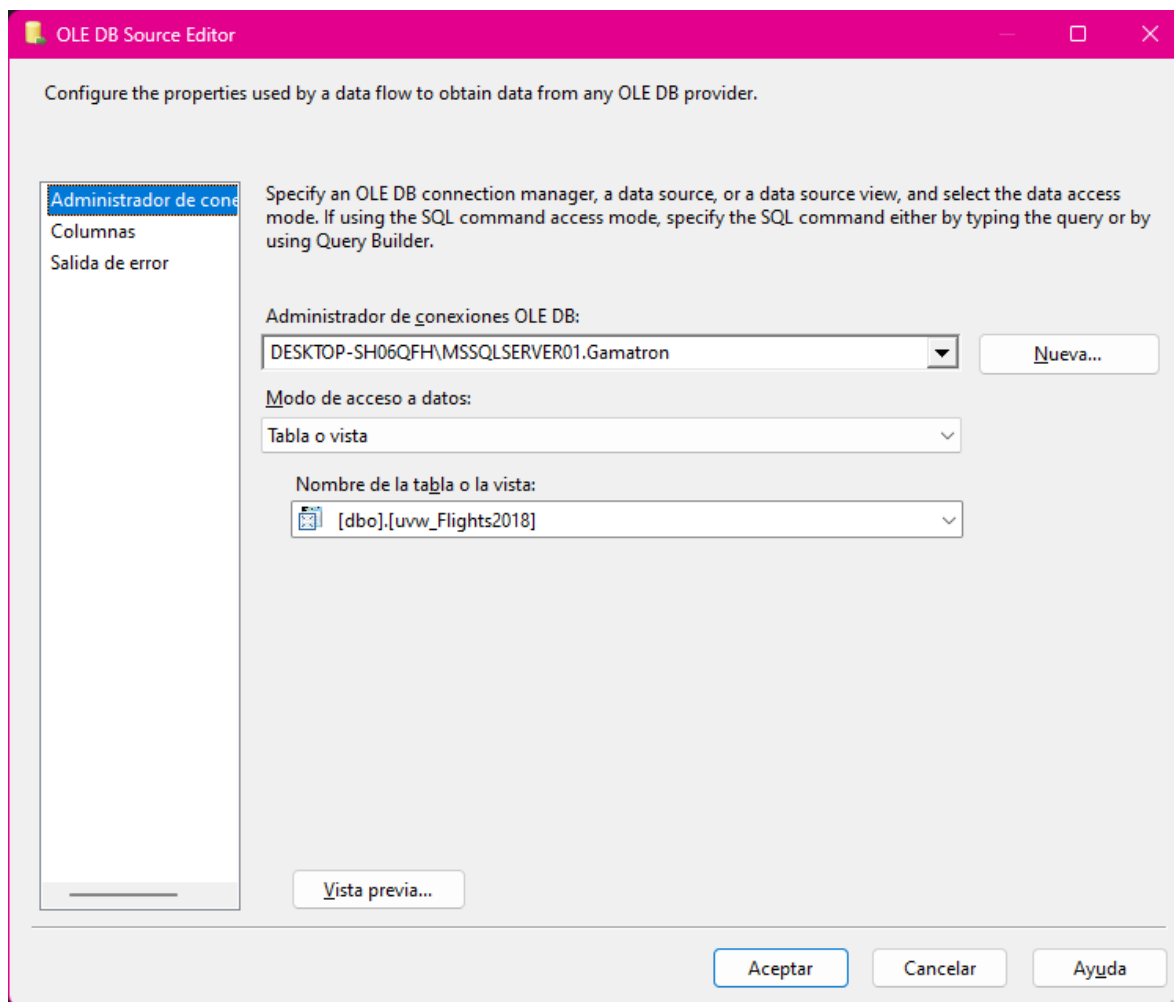 OLE DB Source Editor
Configure the properties used by a data flow to obtain data from any OLE DB provider.
Administrador de cone
Columnas
Salida de error
Specify an OLE DB connection manager, a data source, or a data source view, and select the data access
mode. If using the SQL command access mode, specify the SQL command either by typing the query or by
using Query Builder.
Administrador de conexiones OLE DB:
DESKTOP-SH06QFH\MSSQLSERVER01.Gamatron
Nueva...
Modo de acceso a datos:
Tabla o vista
Nombre de la tabla o la vista:
[dbo].[uvw_Flights2018]
Vista previa...
Aceptar
Cancelar
Ayuda